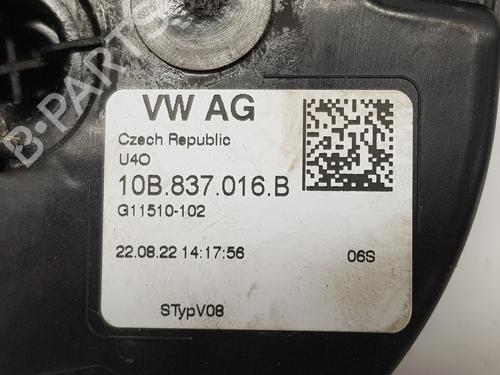 B-PARTS
VW AG
Czech Republic
U4O
10B.837.016.B
G11510-102
22.08.22 14:17:56 06S
STypV08